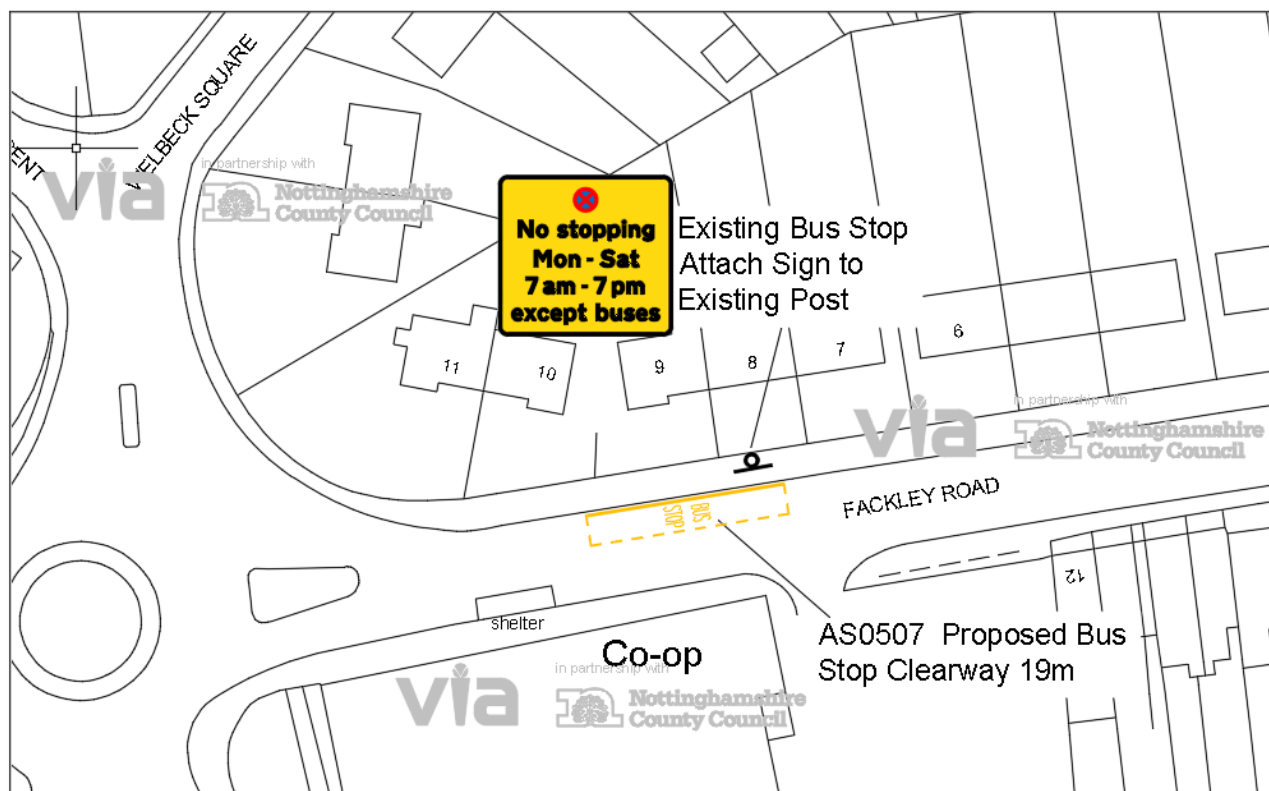 WELBECK SQUARE
ENT
via
in partnership with
Nottinghamshire
County Council
No stopping
Mon - Sat
7 am - 7 pm
except buses
Existing Bus Stop
Attach Sign to
Existing Post
11
10
9
8
7
6
via
in partnership with
Nottinghamshire
County Council
FACKLEY ROAD
BUS
STOP
12
shelter
Co-op
AS0507 Proposed Bus
Stop Clearway 19m
via
in partnership with
Nottinghamshire
County Council